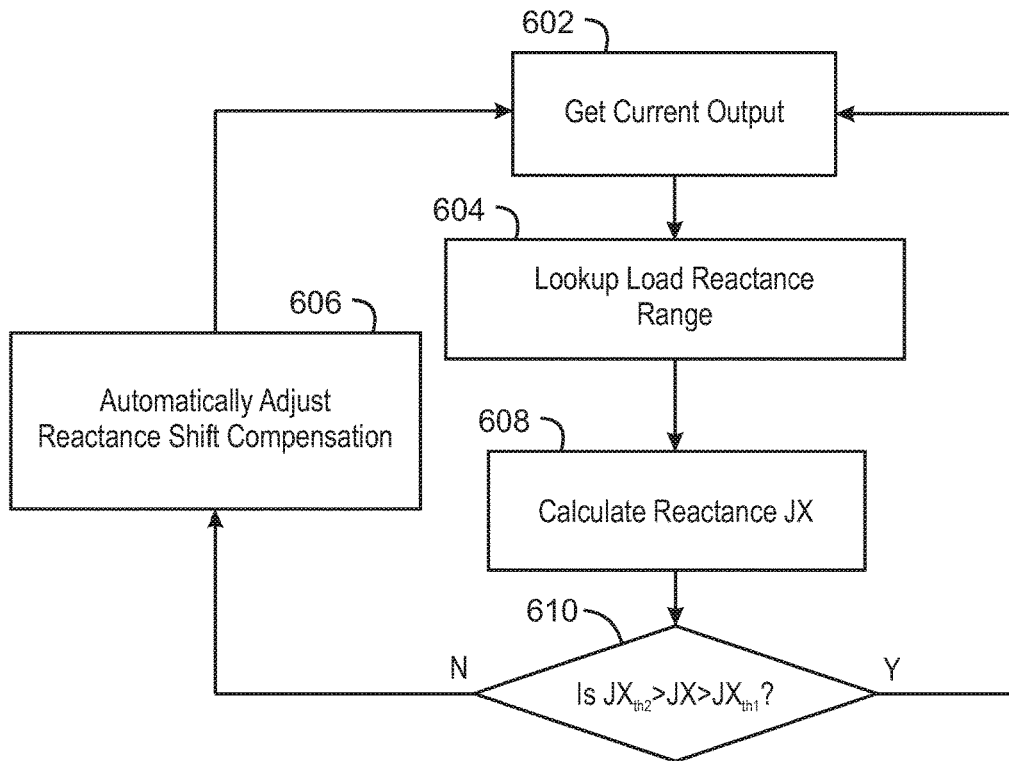 602
Get Current Output
604
Lookup Load Reactance
Range
606
Automatically Adjust
Reactance Shift Compensation
608
Calculate Reactance JX
610
N
Is JXth2>JX>JXth1?
Y